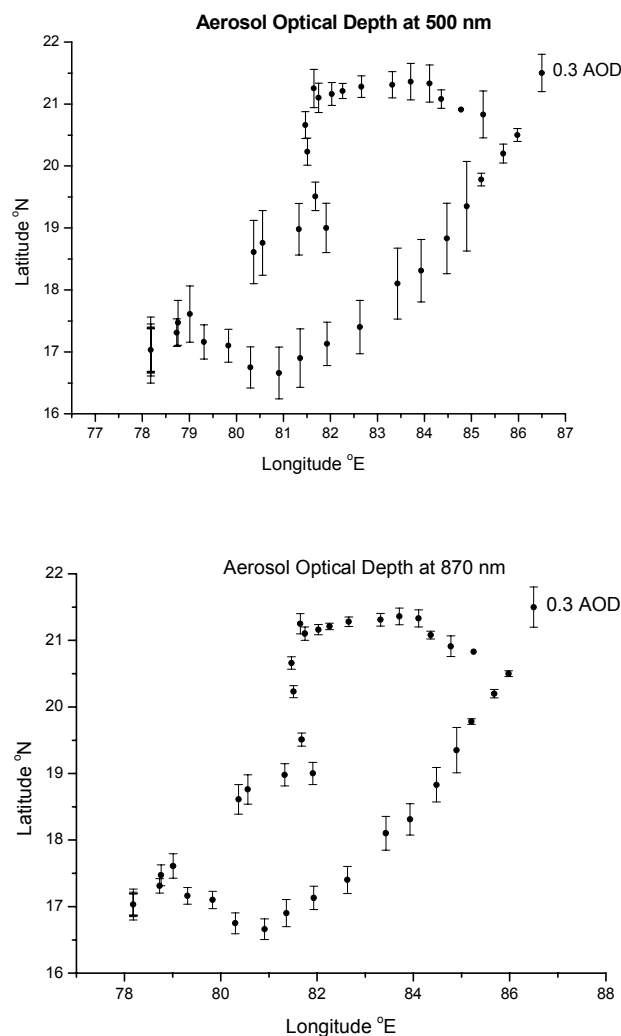 Aerosol Optical Depth at 500 nm
22
21
20
19
18
17
16
Latitude °N
0.3 AOD
77 78 79 80 81 82 83 84 85 86 87
Longitude °E
Aerosol Optical Depth at 870 nm
22
21
20
19
18
17
16
Latitude °N
0.3 AOD
78 80 82 84 86 88
Longitude °E